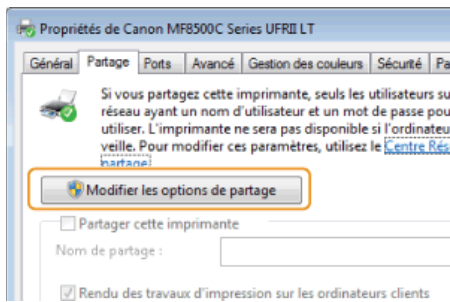 Propriétés de Canon MF8500C Series UFRII LT
Général Partage Ports Avancé Gestion des couleurs Sécurité Pa
Si vous partagez cette imprimante, seuls les utilisateurs su
réseau ayant un nom d'utilisateur et un mot de passe pou
utiliser. L'imprimante ne sera pas disponible si l'ordinateu
veille. Pour modifier ces paramètres, utilisez le Centre Rés
partage.
Modifier les options de partage
Partager cette imprimante
Nom de partage :
Rendu des travaux d'impression sur les ordinateurs clients